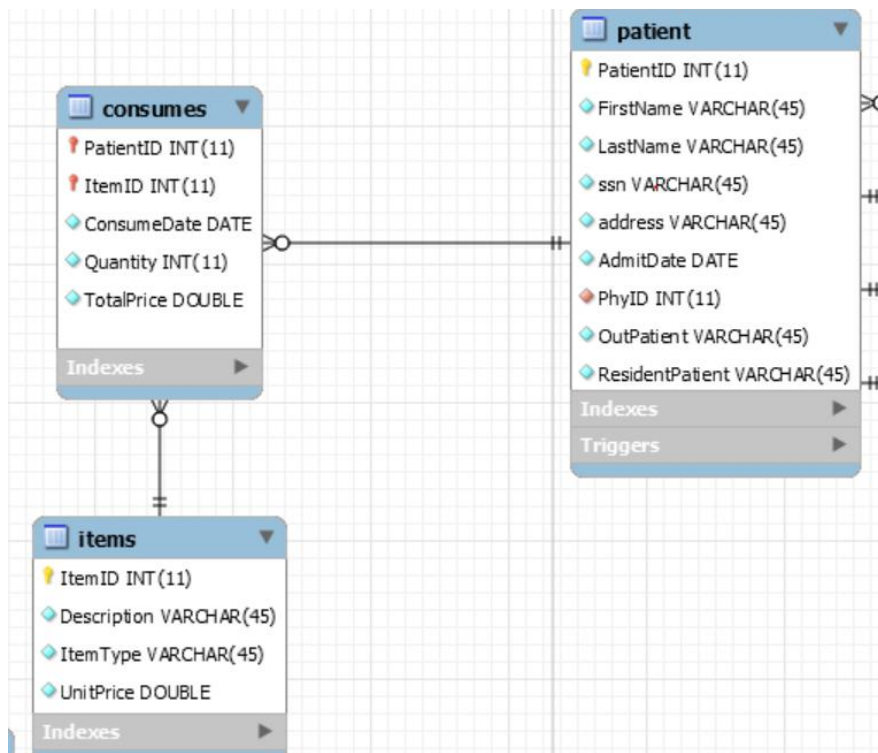 consumes
PatientID INT(11)
ItemID INT(11)
ConsumeDate DATE
Quantity INT(11)
TotalPrice DOUBLE
Indexes
patient
PatientID INT(11)
FirstName VARCHAR(45)
LastName VARCHAR(45)
ssn VARCHAR(45)
address VARCHAR(45)
AdmitDate DATE
PhyID INT(11)
OutPatient VARCHAR(45)
ResidentPatient VARCHAR(45)
Indexes
Triggers
items
ItemID INT(11)
Description VARCHAR(45)
ItemType VARCHAR(45)
UnitPrice DOUBLE
Indexes